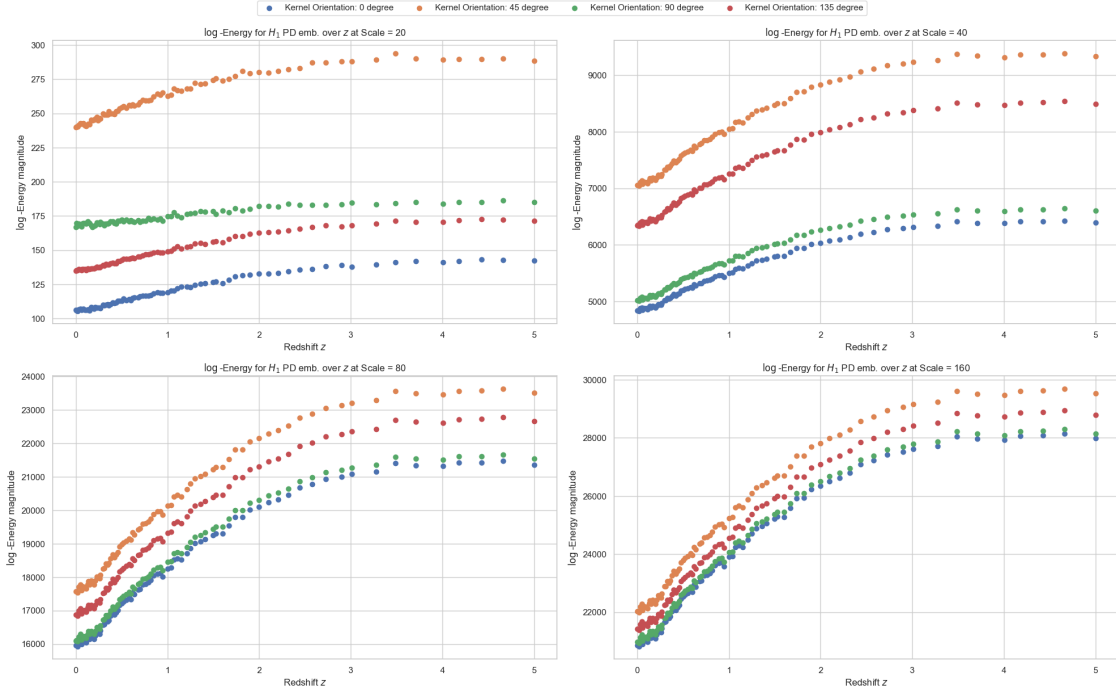 Kernel Orientation: 0 degree Kernel Orientation: 45 degree Kernel Orientation: 90 degree Kernel Orientation: 135 degree
log -Energy for H₁ PD emb. over z at Scale = 20
log -Energy magnitude
300
275
250
225
200
175
150
125
100
0 1 2 3 4 5
Redshift z
log -Energy for H₁ PD emb. over z at Scale = 40
log -Energy magnitude
9000
8000
7000
6000
5000
0 1 2 3 4 5
Redshift z
log -Energy for H₁ PD emb. over z at Scale = 80
log -Energy magnitude
24000
23000
22000
21000
20000
19000
18000
17000
16000
0 1 2 3 4 5
Redshift z
log -Energy for H₁ PD emb. over z at Scale = 160
log -Energy magnitude
30000
28000
26000
24000
22000
0 1 2 3 4 5
Redshift z